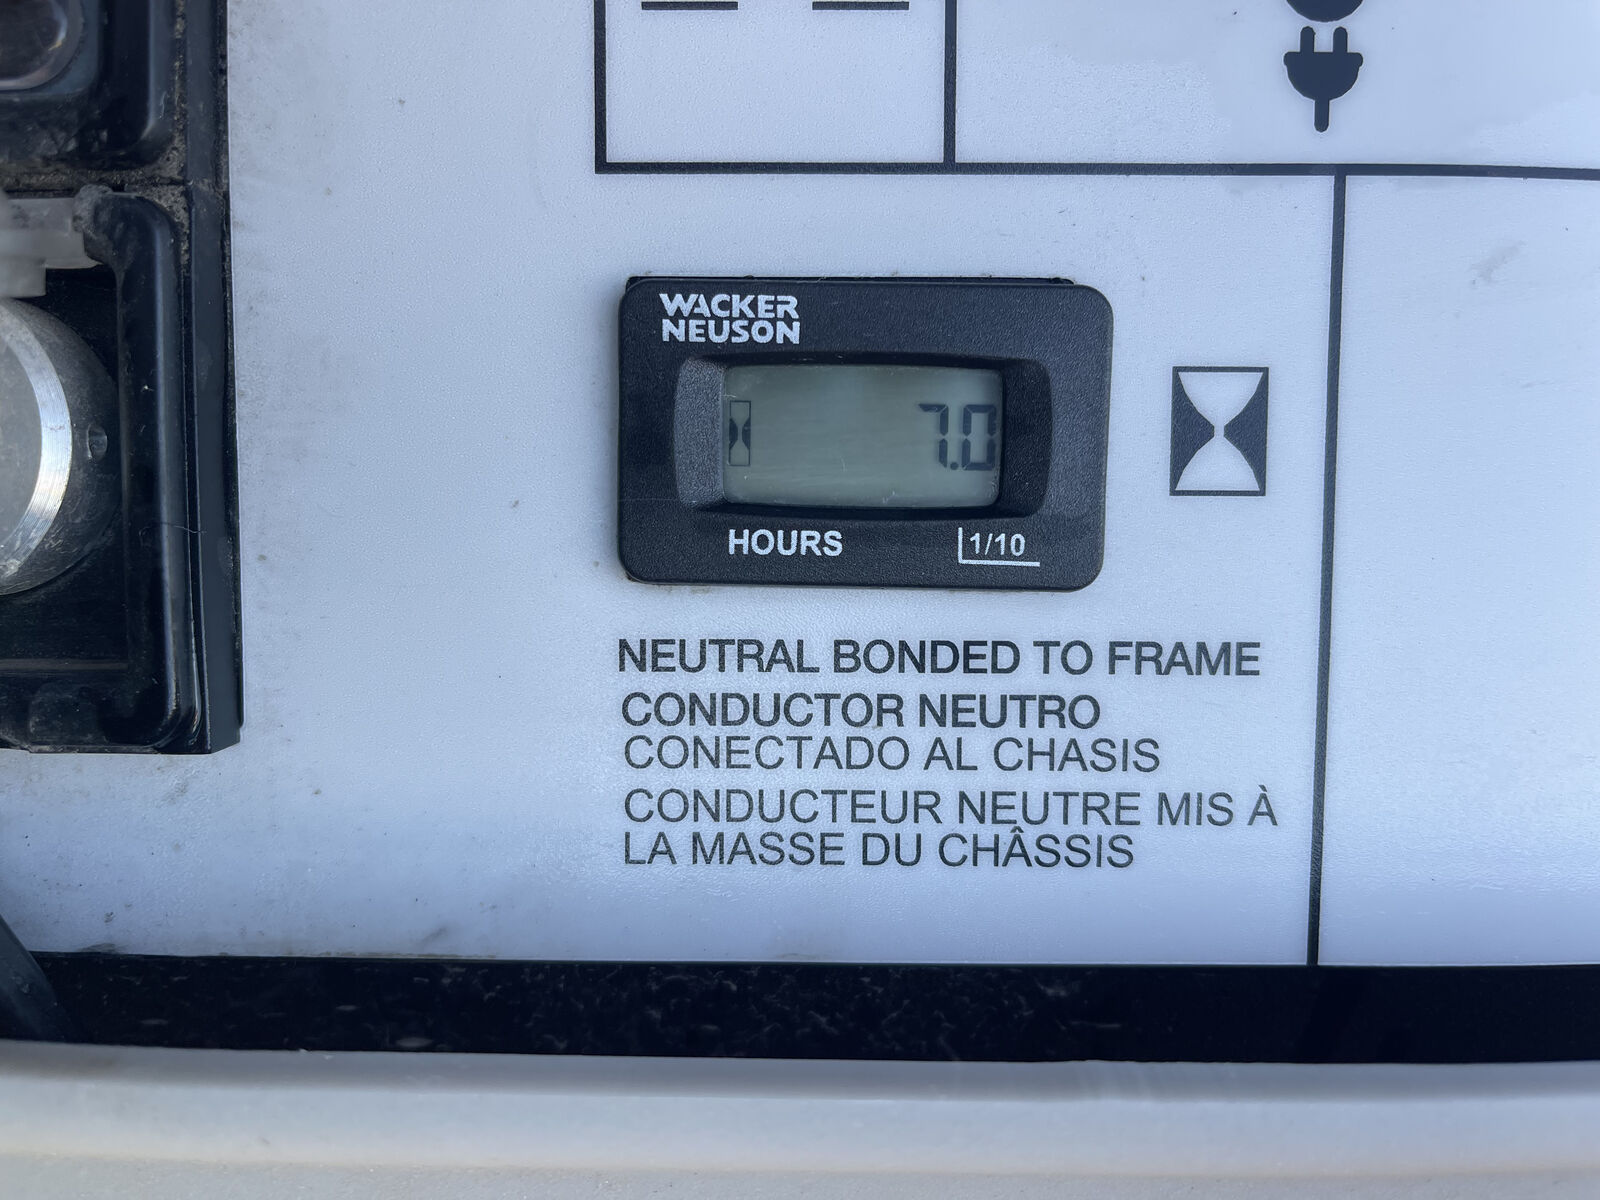 WACKER
NEUSON
7.0
HOURS 1/10
NEUTRAL BONDED TO FRAME
CONDUCTOR NEUTRO
CONECTADO AL CHASIS
CONDUCTEUR NEUTRE MIS À
LA MASSE DU CHÂSSIS